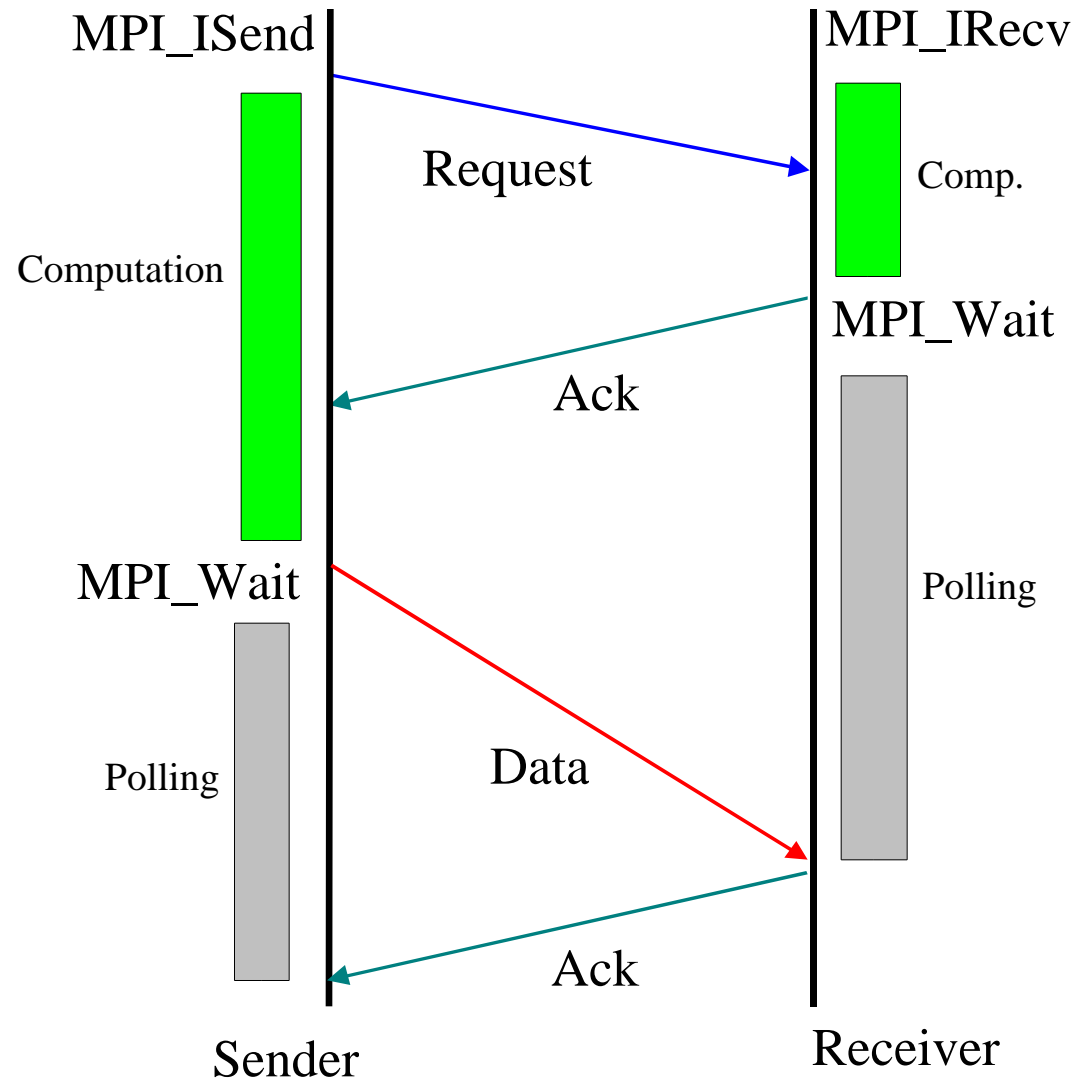 MPI_ISend
MPI_IRecv
Request
Comp.
Computation
MPI_Wait
Ack
MPI_Wait
Polling
Data
Polling
Ack
Sender
Receiver